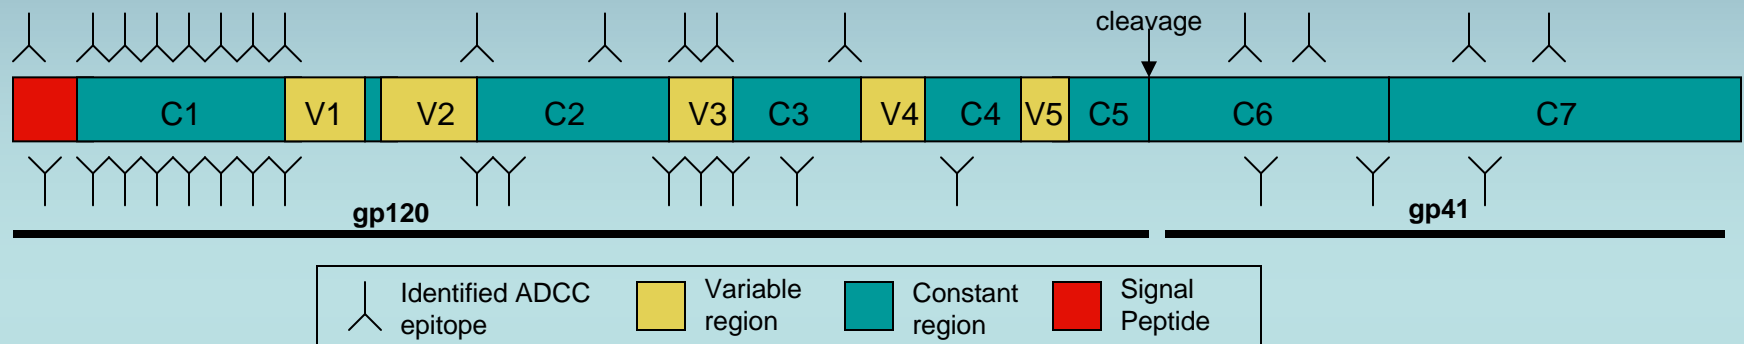 cleavage
C1 V1 V2 C2 V3 C3 V4 C4 V5 C5 C6 C7
gp120 gp41
Identified ADCC
epitope
Variable
region
Constant
region
Signal
Peptide